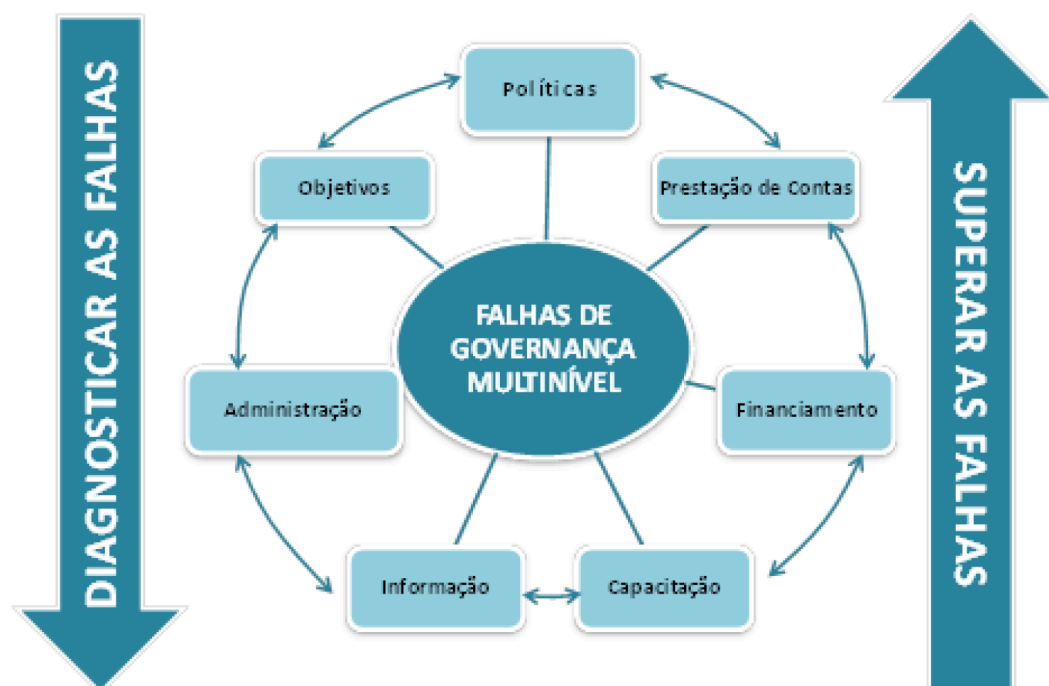 DIAGNOSTICAR AS FALHAS
Políticas
Objetivos
Prestação de Contas
FALHAS DE
GOVERNANÇA
MULTINÍVEL
Administração
Financiamento
Informação
Capacitação
SUPERAR AS FALHAS